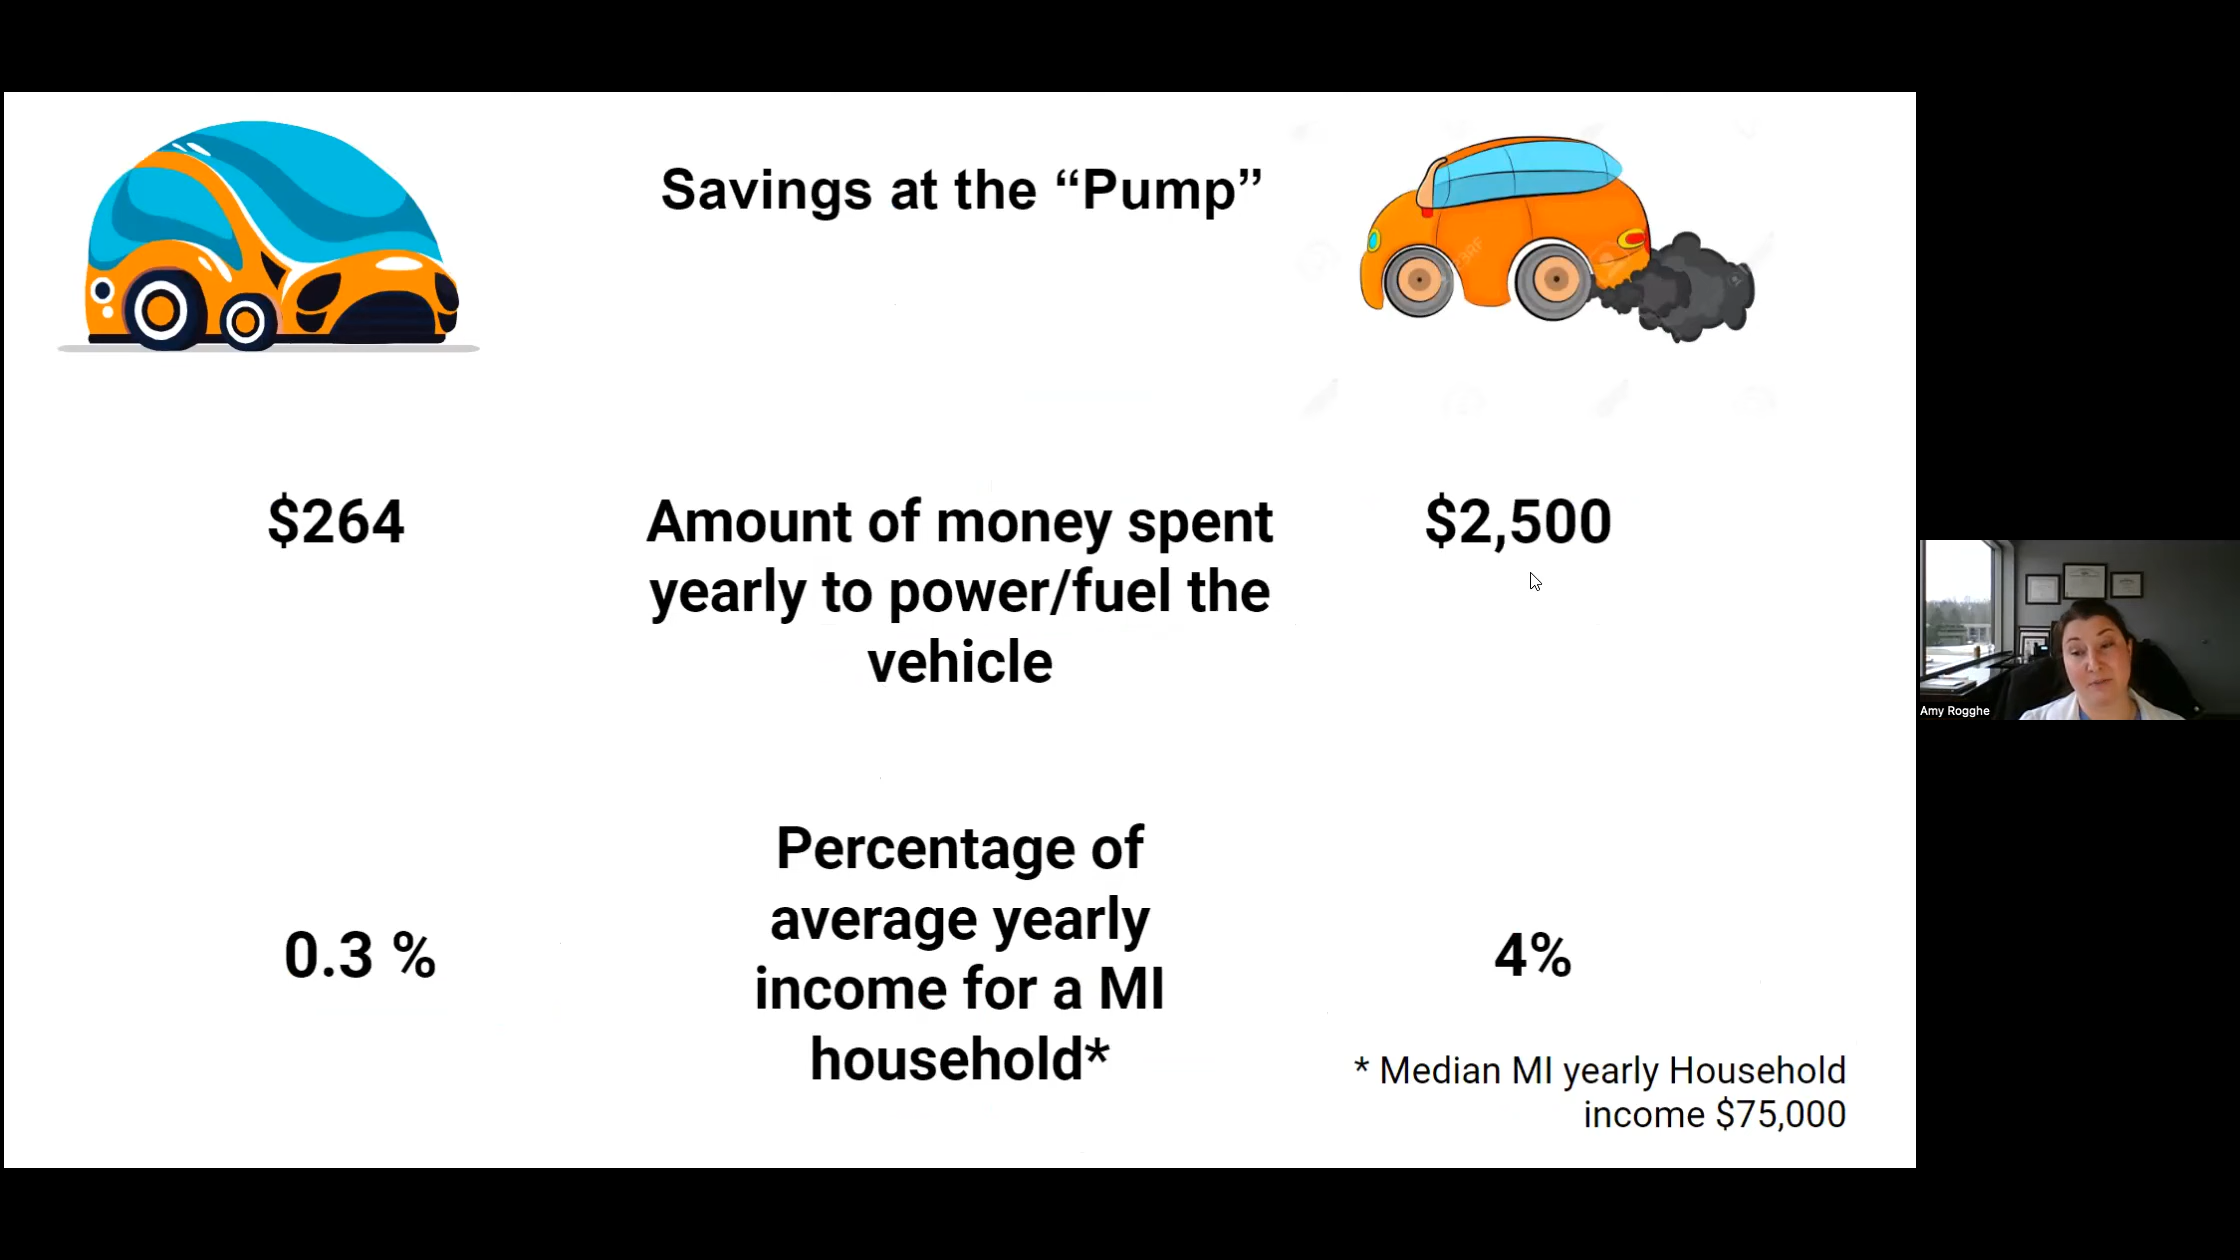 Savings at the “Pump”
$264
Amount of money spent
yearly to power/fuel the
vehicle
$2,500
0.3 %
Percentage of
average yearly
income for a MI
household*
4%
* Median MI yearly Household
income $75,000
Amy Rogghe